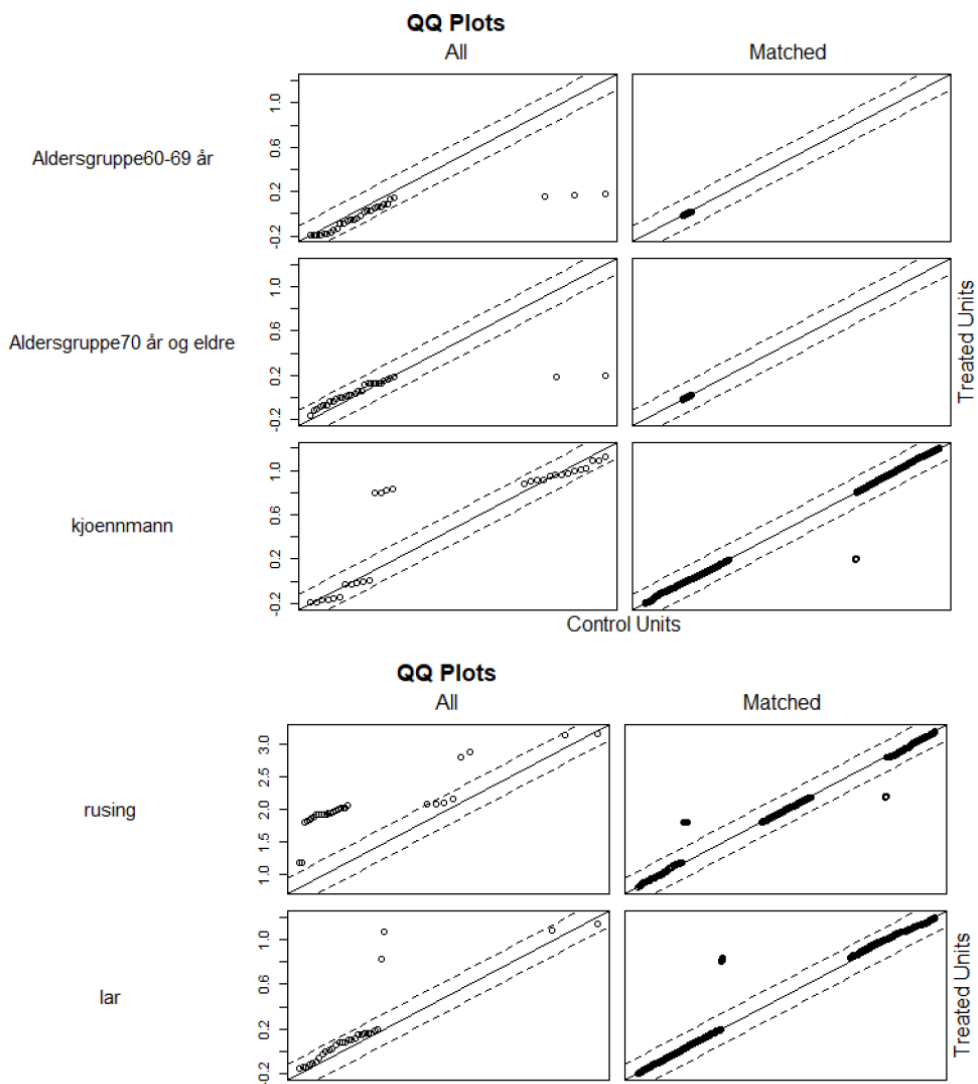 QQ Plots
All
Matched
Aldersgruppe60-69 år
-0.2 0.2 0.6 1.0
Aldersgruppe70 år og eldre
-0.2 0.2 0.6 1.0
kjoennmann
-0.2 0.2 0.6 1.0
Treated Units
Control Units
QQ Plots
All
Matched
rusing
1.0 1.5 2.0 2.5 3.0
lar
-0.2 0.2 0.6 1.0
Treated Units